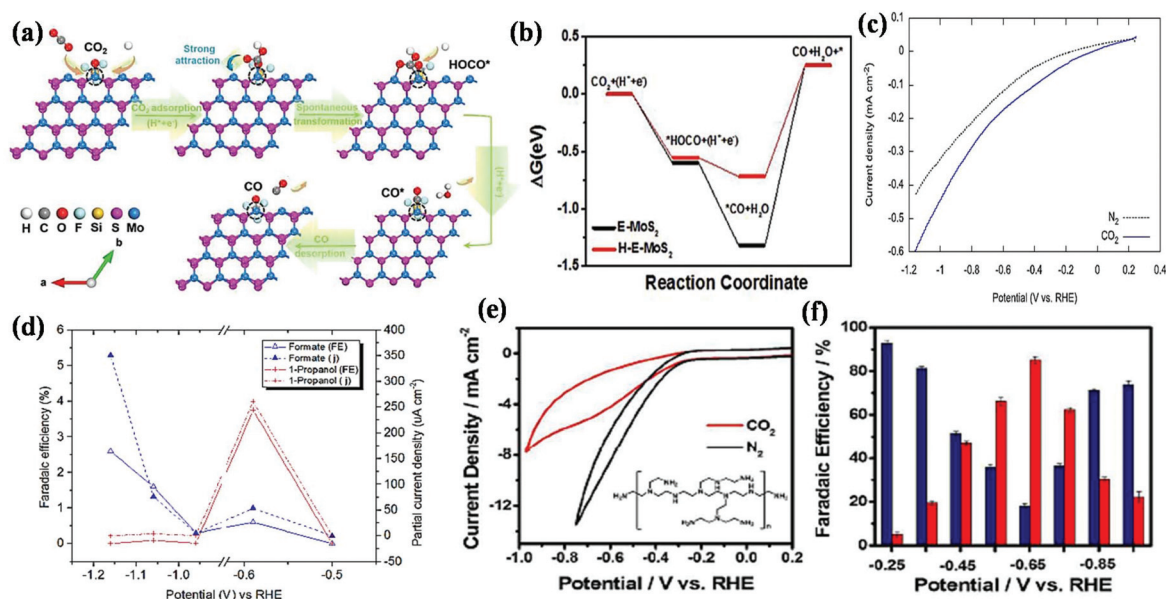 (a)
CO₂
Strong
attraction
HOCO*
CO₂ adsorption
(H⁺+e⁻)
Spontaneous
transformation
(H⁺+e⁻)
CO
CO*
CO
desorption
H C O F Si S Mo
b
a
(b)
ΔG(eV)
0.5
0.0
-0.5
-1.0
-1.5
CO₂+(H⁺+e⁻)
*HOCO+(H⁺+e⁻)
*CO+H₂O
CO+H₂O+*
E-MoS₂
H-E-MoS₂
Reaction Coordinate
(c)
Current density (mA cm⁻²)
0.1
0
-0.1
-0.2
-0.3
-0.4
-0.5
-0.6
N₂
CO₂
-1.2 -1 -0.8 -0.6 -0.4 -0.2 0 0.2 0.4
Potential (V vs. RHE)
(d)
Faradaic efficiency (%)
6
5
4
3
2
1
0
Formate (FE)
Formate (j)
1-Propanol (FE)
1-Propanol (j)
400
350
300
250
200
150
100
50
0
-50
Partial current density (uA cm⁻²)
-1.2 -1.1 -1.0 -0.6 -0.5
Potential (V) vs RHE
(e)
Current Density / mA cm⁻²
0
-4
-8
-12
CO₂
N₂
H₂N
NH₂
NH₂
H₂N
N
N
H
N
N
H
N
N
NH₂
N
H₂N
NH₂
n
-1.0 -0.8 -0.6 -0.4 -0.2 0.0 0.2
Potential / V vs. RHE
(f)
Faradaic Efficiency / %
100
80
60
40
20
0
-0.25 -0.45 -0.65 -0.85
Potential / V vs. RHE